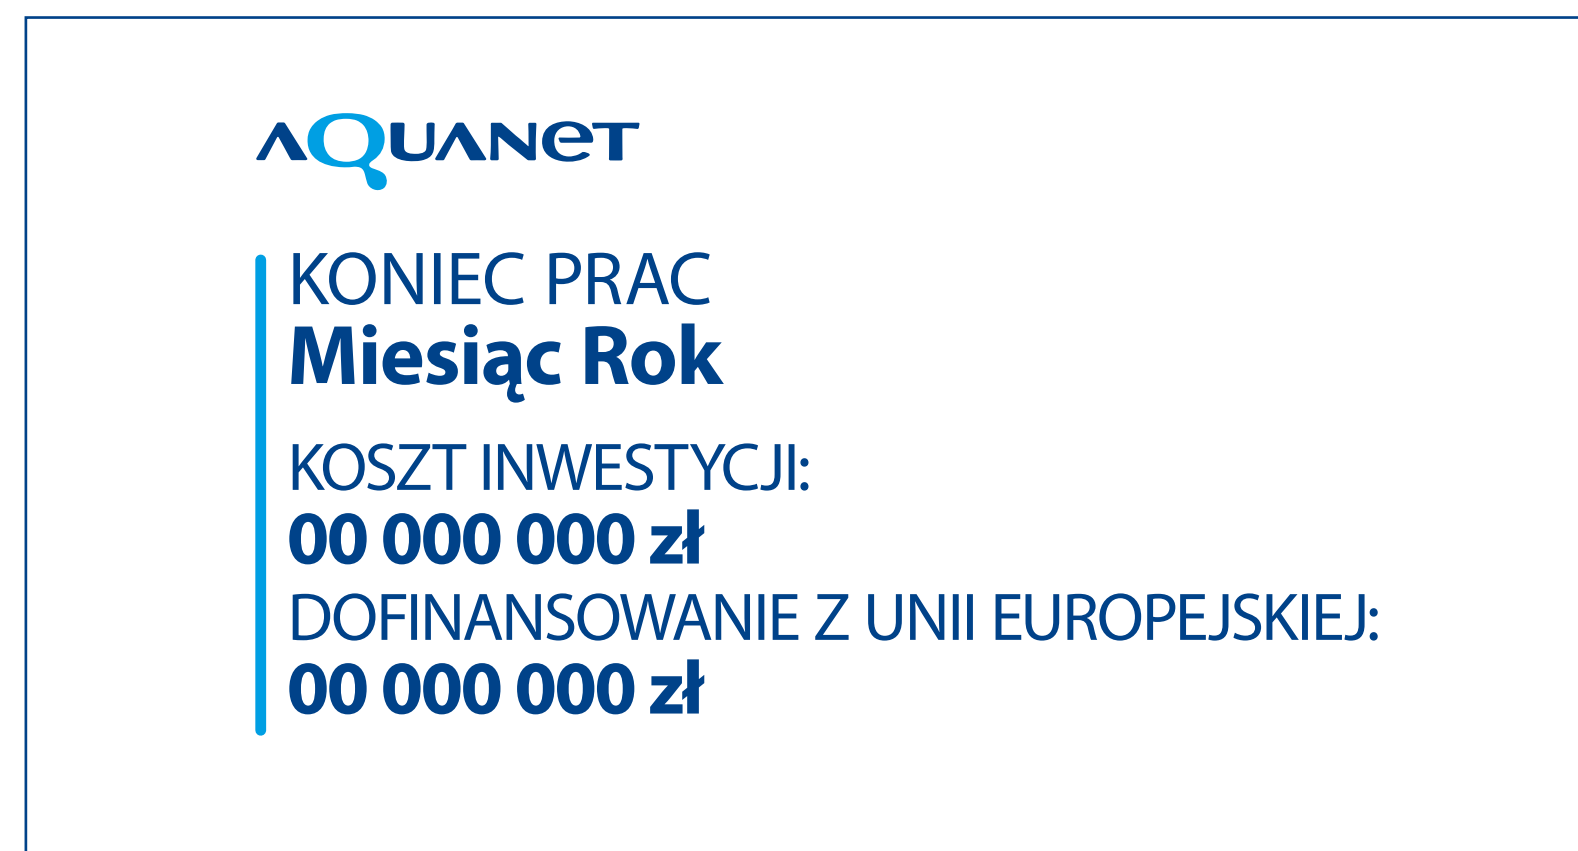 AQUANET
KONIEC PRAC
Miesiąc Rok
KOSZT INWESTYCJI:
00 000 000 zł
DOFINANSOWANIE Z UNII EUROPEJSKIEJ:
00 000 000 zł